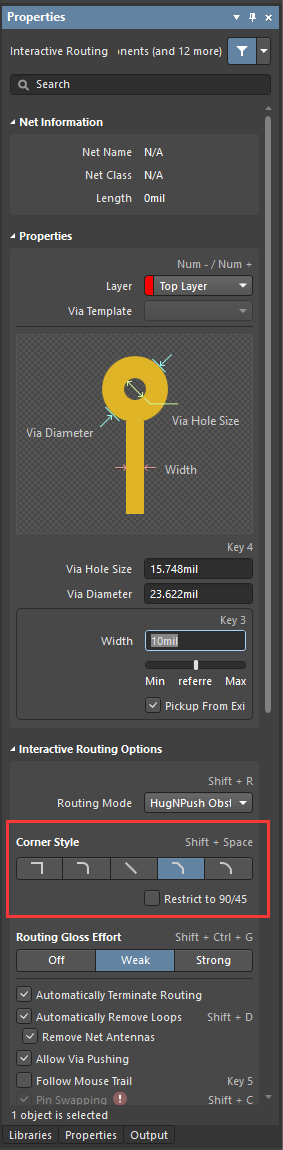 Properties
Interactive Routing onents (and 12 more)
Search
Net Information
Net Name N/A
Net Class N/A
Length 0mil
Properties
Num - / Num +
Layer Top Layer
Via Template
Via Diameter
Via Hole Size
Width
Key 4
Via Hole Size 15.748mil
Via Diameter 23.622mil
Key 3
Width 10mil
Min referre Max
Pickup From Exi
Interactive Routing Options
Shift + R
Routing Mode HugNPush Obst
Corner Style Shift + Space
Restrict to 90/45
Routing Gloss Effort Shift + Ctrl + G
Off Weak Strong
Automatically Terminate Routing
Automatically Remove Loops Shift + D
Remove Net Antennas
Allow Via Pushing
Follow Mouse Trail Key 5
Pin Swapping Shift + C
1 object is selected
Libraries Properties Output